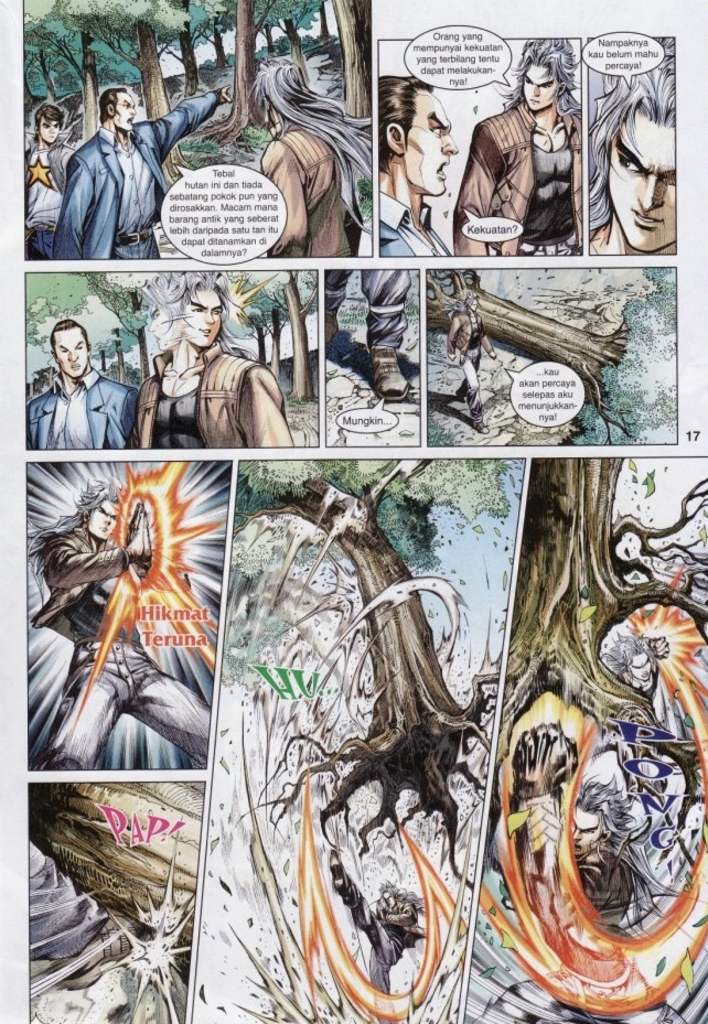 Tebal
hutan ini dan tiada
sebatang pokok pun yang
dirosakkan. Macam mana
barang antik yang seberat
lebih daripada satu tan itu
dapat ditanamkan di
dalamnya?
Orang yang
mempunyai kekuatan
yang terbilang tentu
dapat melakukan-
nya!
Kekuatan?
Nampaknya
kau belum mahu
percaya!
Mungkin...
...kau
akan percaya
selepas aku
menunjukkan-
nya!
17
Hikmat
Teruna
PAP!
HU...
PONG!